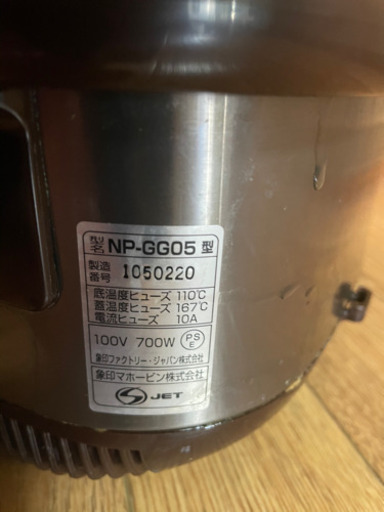 型名 NP-GG05 型
製造番号 1050220
底温度ヒューズ 110℃
蓋温度ヒューズ 167℃
電流ヒューズ 10A
100V 700W PSE
象印ファクトリー・ジャパン株式会社
象印マホービン株式会社
JET